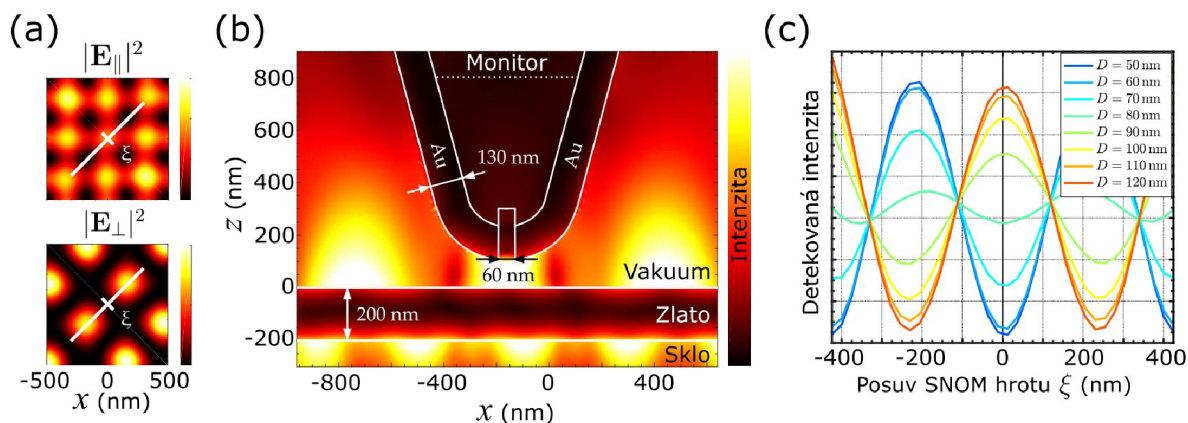 (a)
|E∥|²
ξ
|E⊥|²
ξ
-500 0 500
x (nm)
(b)
Monitor
Au
Au
130 nm
60 nm
Vakuum
200 nm
Zlato
Sklo
800
600
400
200
0
-200
z (nm)
-800 -400 0 400
x (nm)
Intenzita
(c)
D = 50 nm
D = 60 nm
D = 70 nm
D = 80 nm
D = 90 nm
D = 100 nm
D = 110 nm
D = 120 nm
Detekovaná intenzita
-400 -200 0 200 400
Posuv SNOM hrotu ξ (nm)